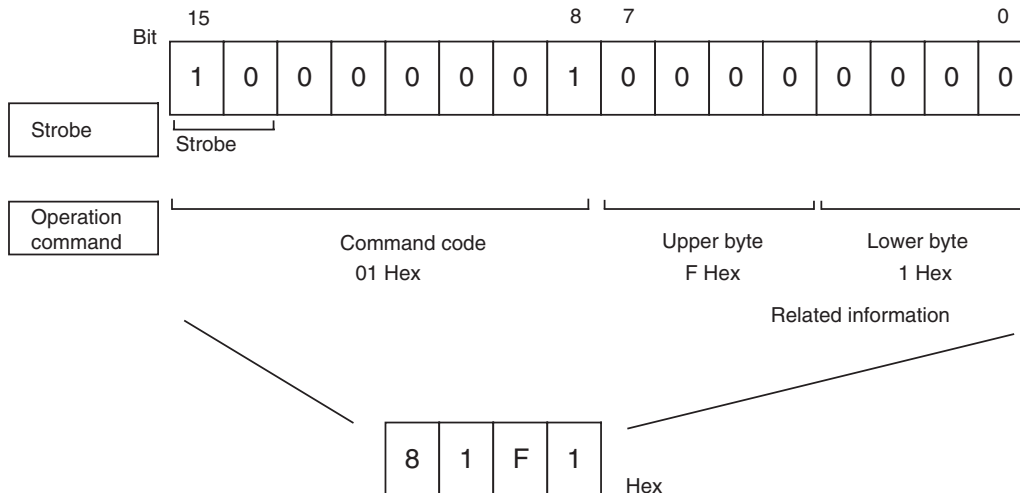 15 8 7 0
Bit
1 0 0 0 0 0 0 1 0 0 0 0 0 0 0 0
Strobe
Strobe
Operation
command
Command code Upper byte Lower byte
01 Hex F Hex 1 Hex
Related information
8 1 F 1
Hex